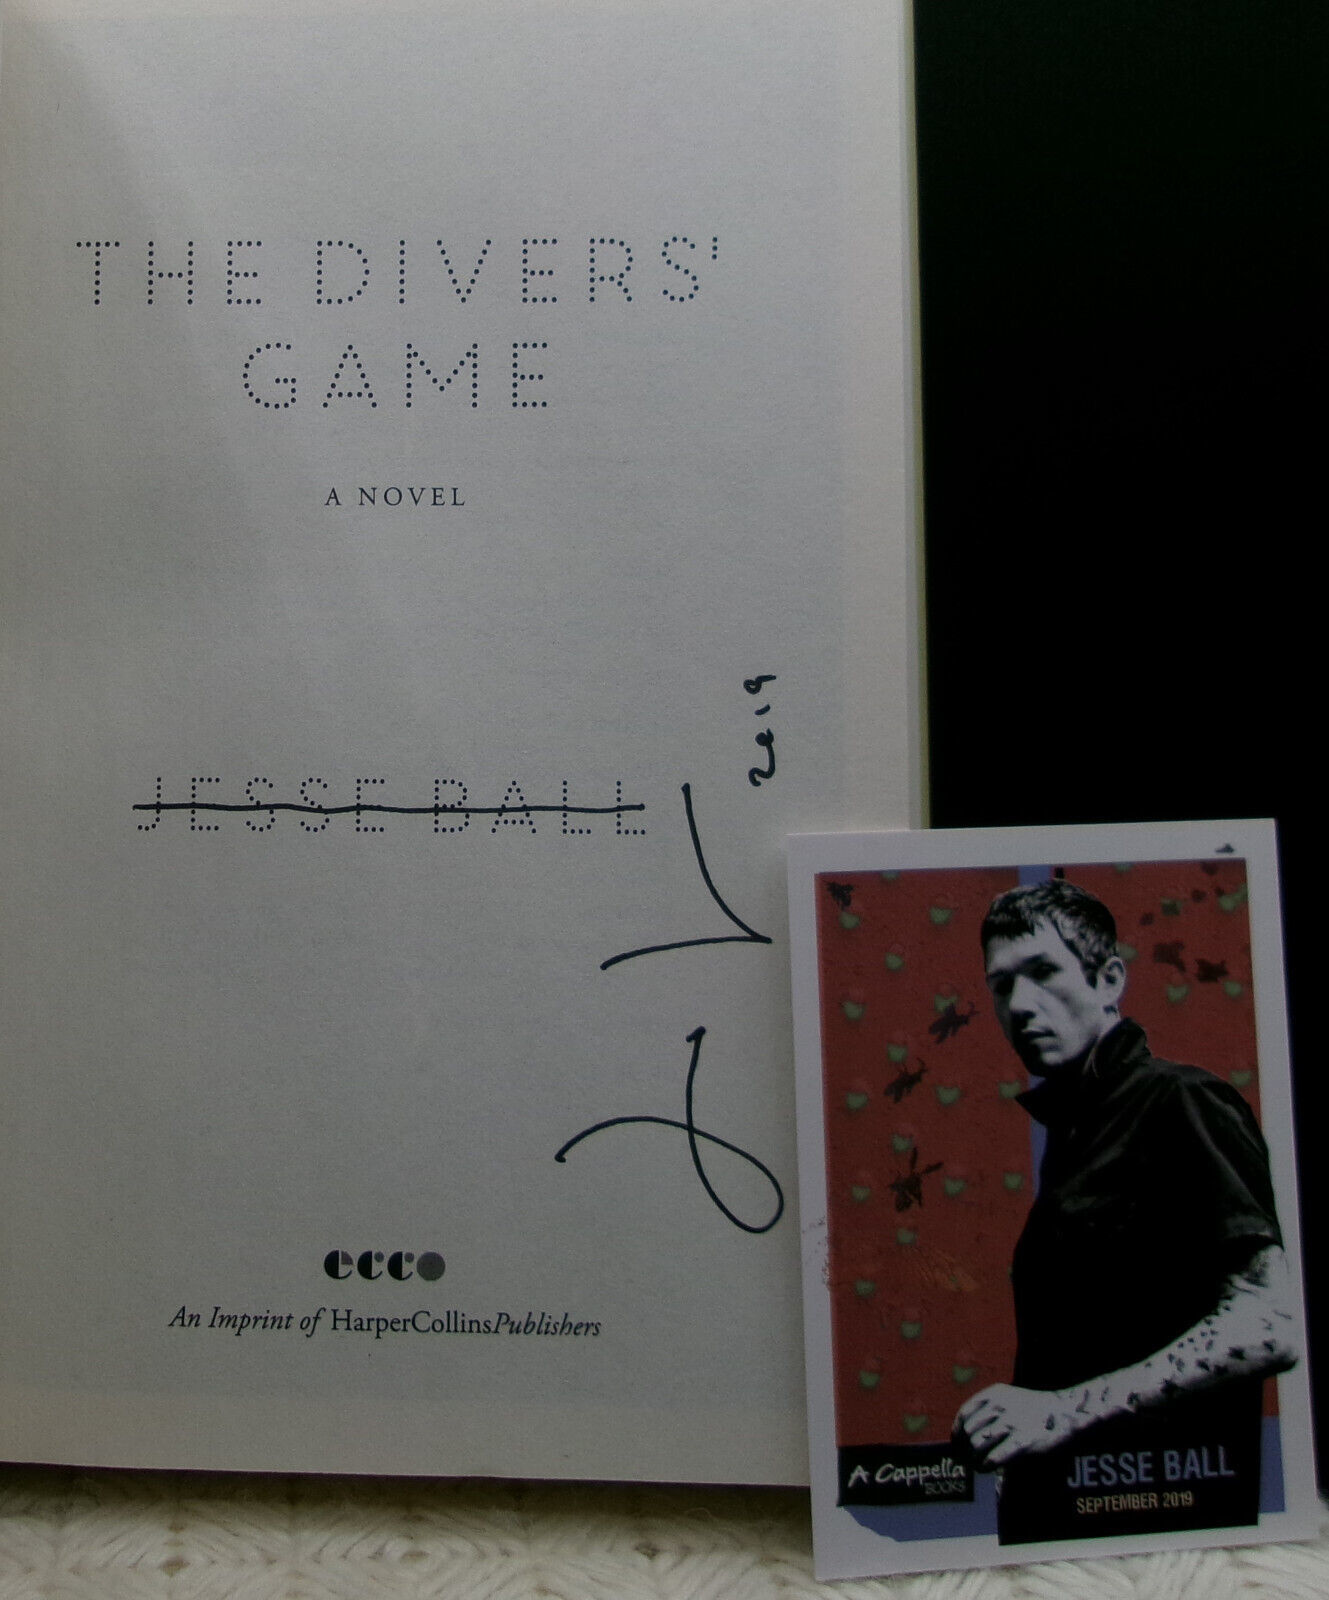 THE DIVERS'
GAME
A NOVEL
JESSE BALL
2019
ecco
An Imprint of HarperCollinsPublishers
A Cappella
BOOKS
JESSE BALL
SEPTEMBER 2019